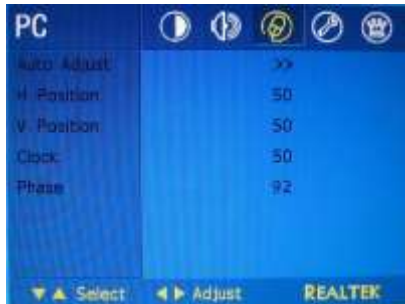 PC
Auto Adjust >>
H. Position 50
V. Position 50
Clock 50
Phase 92
▼▲ Select ◀▶ Adjust REALTEK